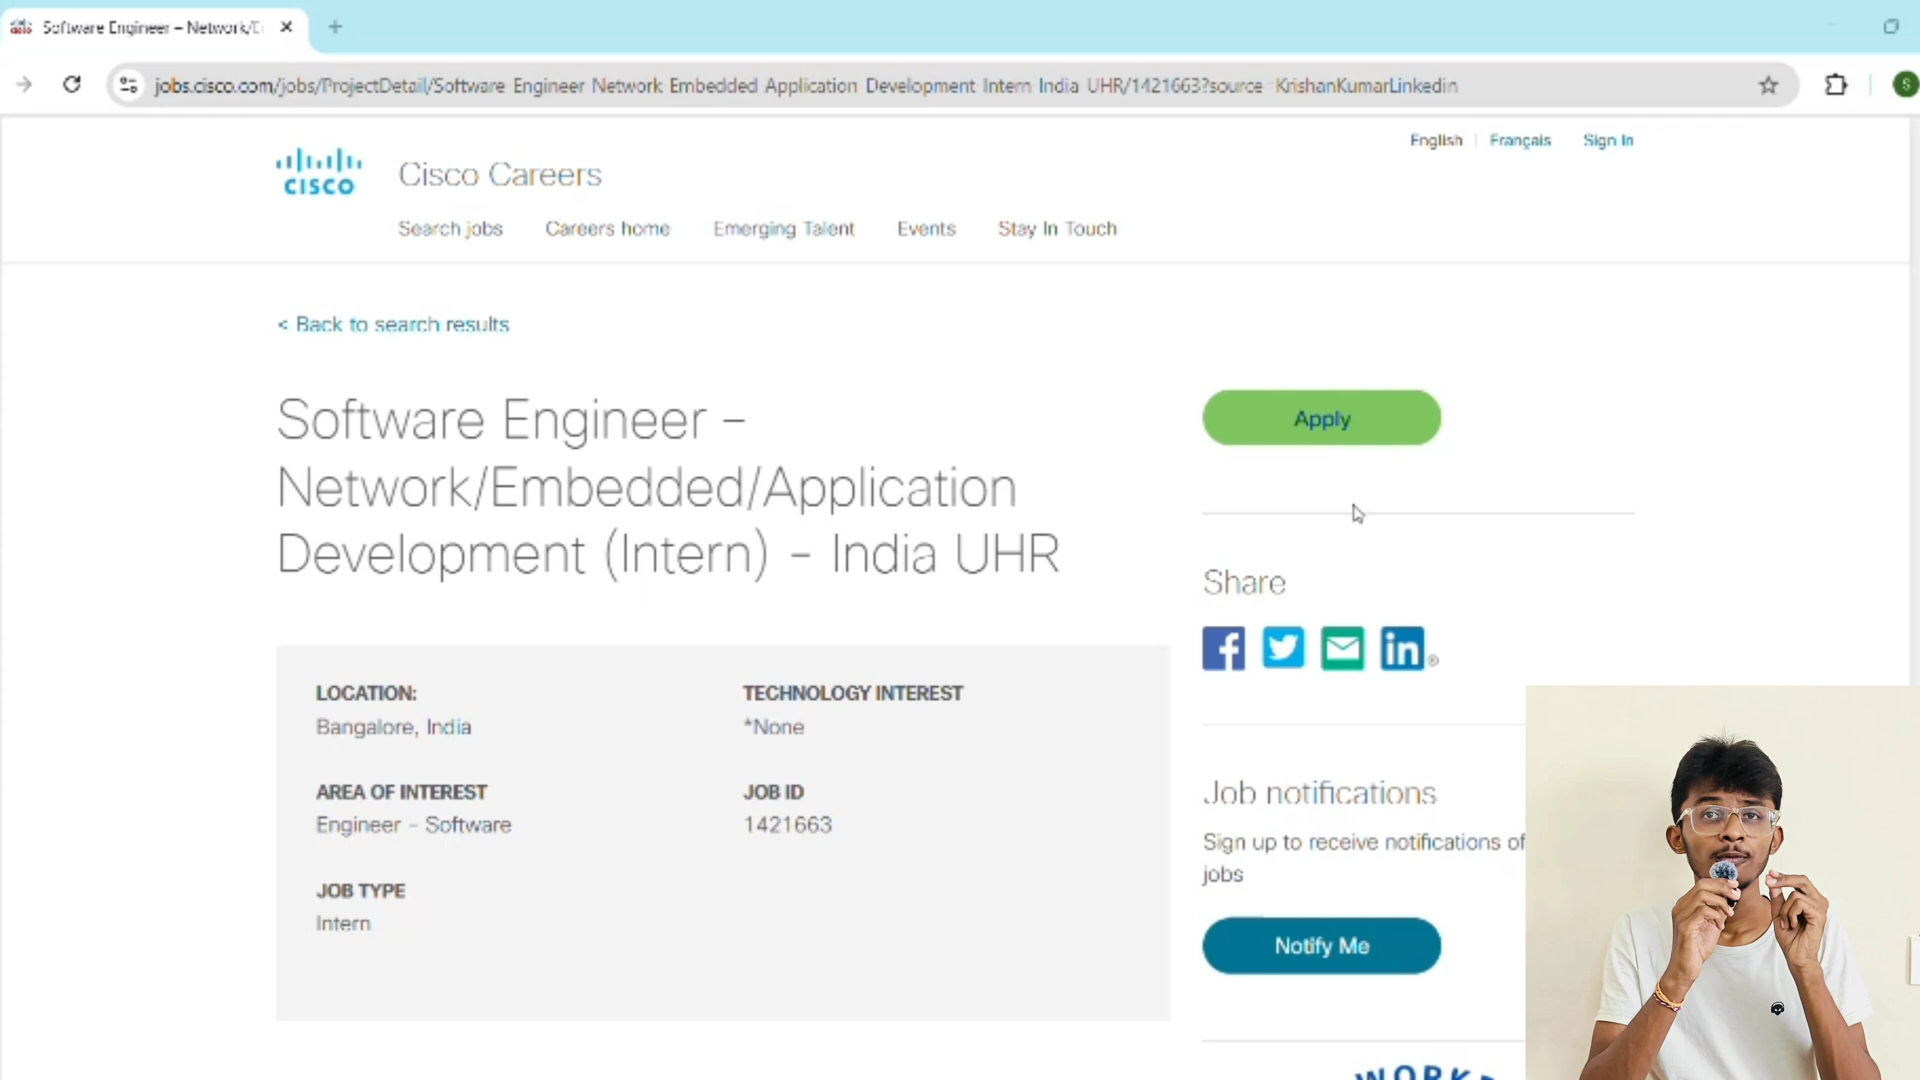 Software Engineer – Network/E
jobs.cisco.com/jobs/ProjectDetail/Software Engineer Network Embedded Application Development Intern India UHR/1421663?source KrishanKumarLinkedin
S
English Français Sign In
CISCO
Cisco Careers
Search jobs Careers home Emerging Talent Events Stay In Touch
< Back to search results
Software Engineer –
Network/Embedded/Application
Development (Intern) – India UHR
Apply
Share
LOCATION:
Bangalore, India
TECHNOLOGY INTEREST
*None
AREA OF INTEREST
Engineer – Software
JOB ID
1421663
JOB TYPE
Intern
Job notifications
Sign up to receive notifications of
jobs
Notify Me
WORK